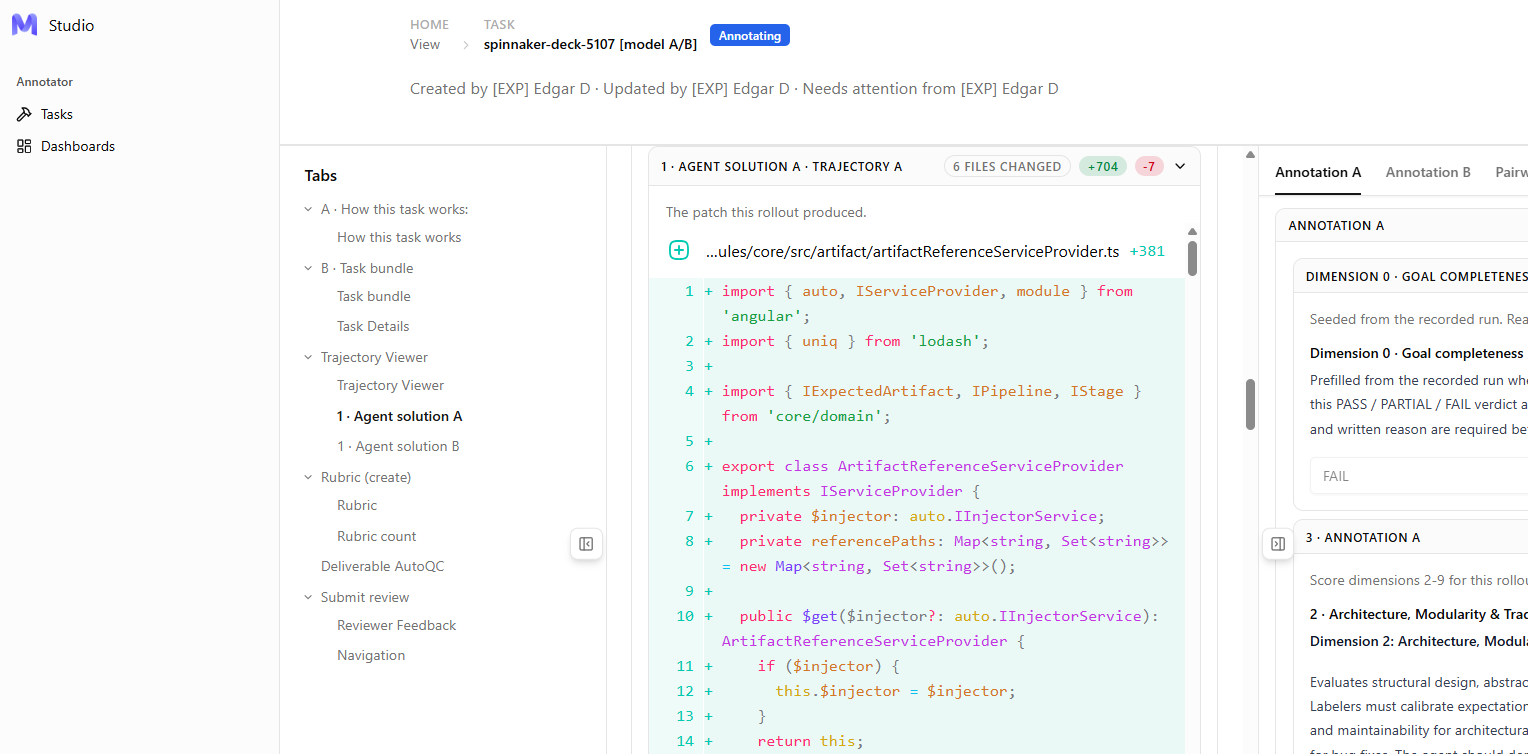 Studio
Annotator
Tasks
Dashboards
HOME
View
TASK
spinnaker-deck-5107 [model A/B]
Annotating
Created by [EXP] Edgar D · Updated by [EXP] Edgar D · Needs attention from [EXP] Edgar D
Tabs
A · How this task works:
How this task works
B · Task bundle
Task bundle
Task Details
Trajectory Viewer
Trajectory Viewer
1 · Agent solution A
1 · Agent solution B
Rubric (create)
Rubric
Rubric count
Deliverable AutoQC
Submit review
Reviewer Feedback
Navigation
1 · AGENT SOLUTION A · TRAJECTORY A
6 FILES CHANGED
+704
-7
The patch this rollout produced.
...ules/core/src/artifact/artifactReferenceServiceProvider.ts +381
1 + import { auto, IServiceProvider, module } from
'angular';
2 + import { uniq } from 'lodash';
3 +
4 + import { IExpectedArtifact, IPipeline, IStage }
from 'core/domain';
5 +
6 + export class ArtifactReferenceServiceProvider
implements IServiceProvider {
7 + private $injector: auto.IInjectorService;
8 + private referencePaths: Map<string, Set<string>>
= new Map<string, Set<string>>();
9 +
10 + public $get($injector?: auto.IInjectorService):
ArtifactReferenceServiceProvider {
11 + if ($injector) {
12 + this.$injector = $injector;
13 + }
14 + return this;
Annotation A
Annotation B
Pairw
ANNOTATION A
DIMENSION 0 · GOAL COMPLETENES
Seeded from the recorded run. Rea
Dimension 0 · Goal completeness
Prefilled from the recorded run whe
this PASS / PARTIAL / FAIL verdict a
and written reason are required be
FAIL
3 · ANNOTATION A
Score dimensions 2-9 for this rollou
2 · Architecture, Modularity & Trad
Dimension 2: Architecture, Modula
Evaluates structural design, abstrac
Labelers must calibrate expectation
and maintainability for architectura